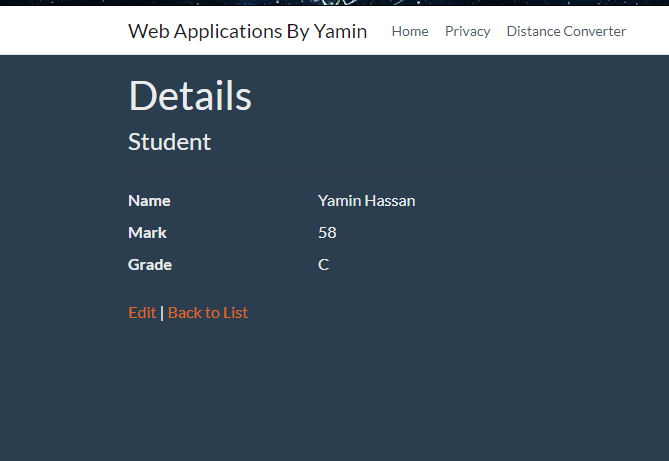 Web Applications By Yamin Home Privacy Distance Converter
Details
Student
Name Yamin Hassan
Mark 58
Grade C
Edit | Back to List